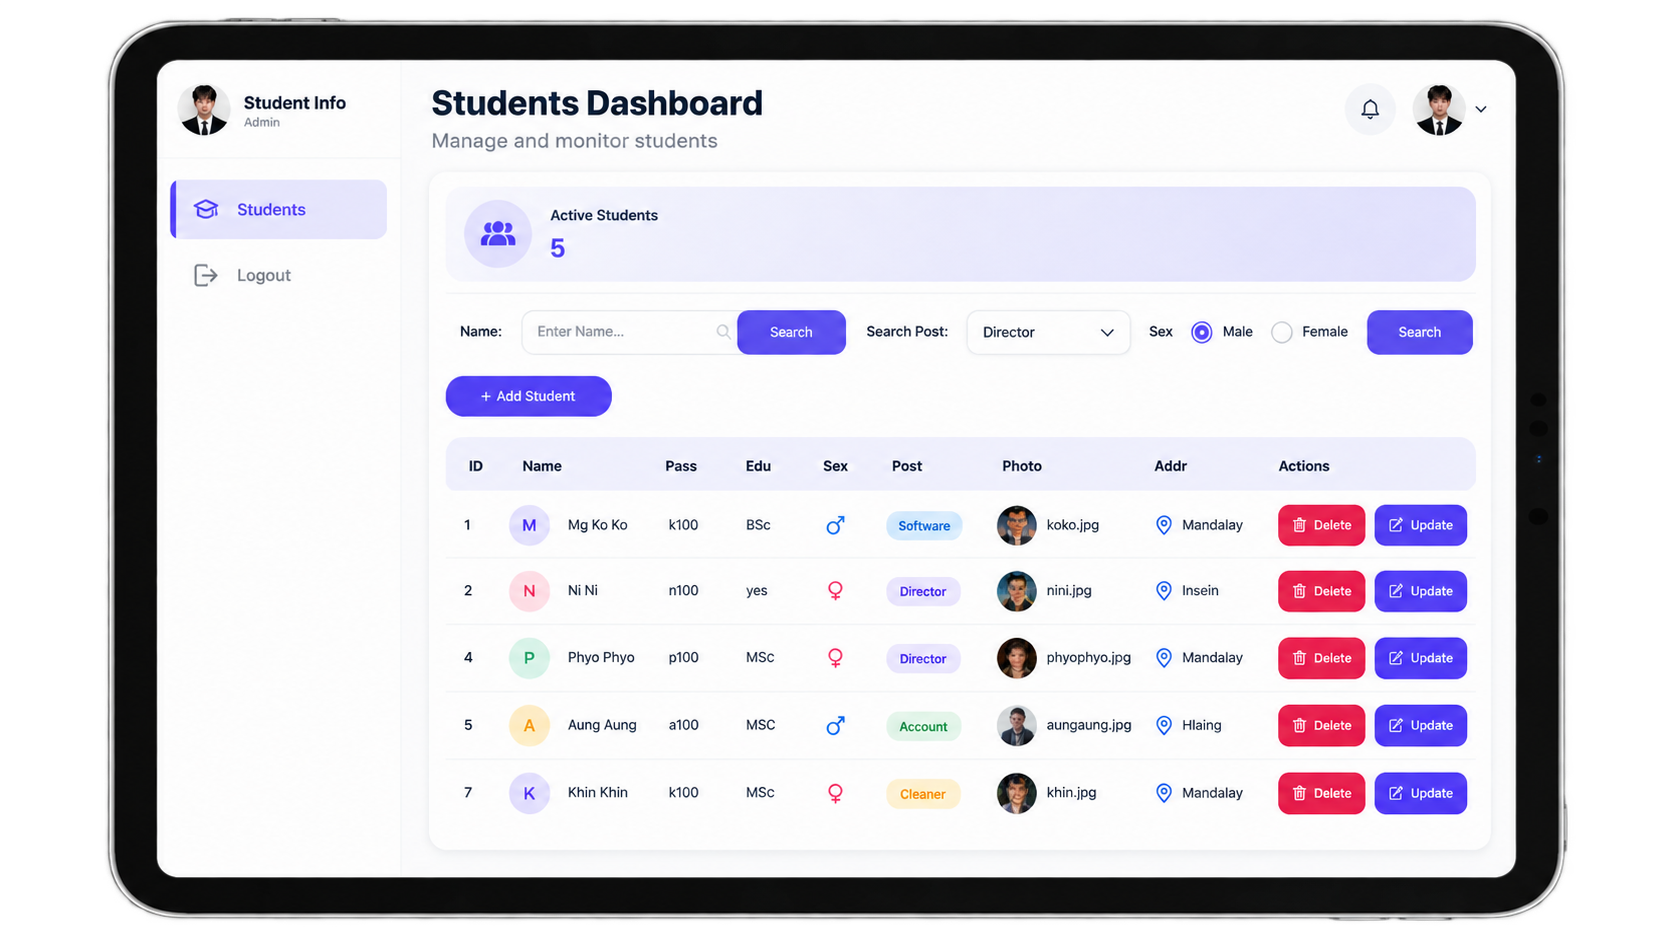 Student Info
Admin
Students
Logout
Students Dashboard
Manage and monitor students
Active Students
5
Name: Enter Name... Search Search Post: Director Sex Male Female Search
+ Add Student
ID Name Pass Edu Sex Post Photo Addr Actions
1 M Mg Ko Ko k100 BSc Software koko.jpg Mandalay Delete Update
2 N Ni Ni n100 yes Director nini.jpg Insein Delete Update
4 P Phyo Phyo p100 MSc Director phyophyo.jpg Mandalay Delete Update
5 A Aung Aung a100 MSC Account aungaung.jpg Hlaing Delete Update
7 K Khin Khin k100 MSc Cleaner khin.jpg Mandalay Delete Update